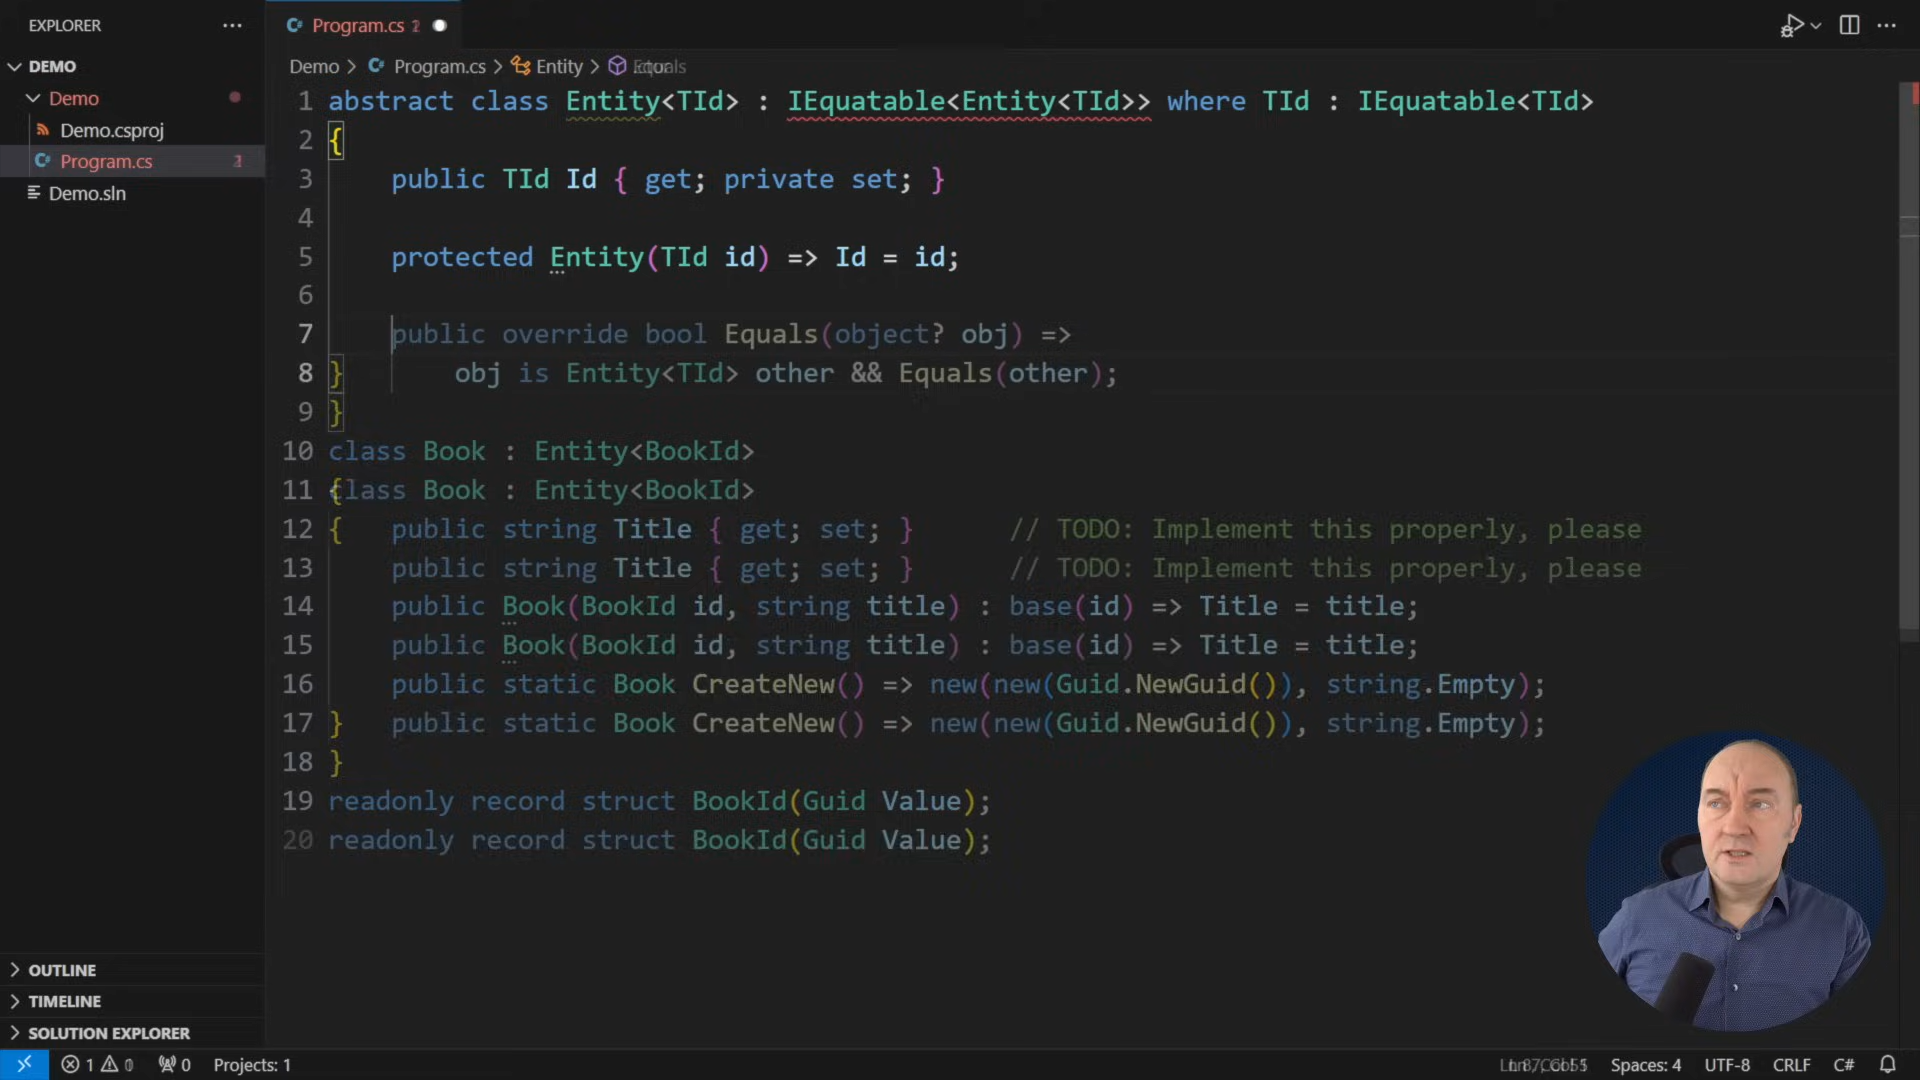 EXPLORER
DEMO
Demo
Demo.csproj
Program.cs
Demo.sln
OUTLINE
TIMELINE
SOLUTION EXPLORER
Program.cs 2
Demo > Program.cs > Entity >
1 abstract class Entity<TId> : IEquatable<Entity<TId>> where TId : IEquatable<TId>
2 {
3 public TId Id { get; private set; }
4
5 protected Entity(TId id) => Id = id;
6
7 public override bool Equals(object? obj) =>
8 } obj is Entity<TId> other && Equals(other);
9 }
10 class Book : Entity<BookId>
11 {lass Book : Entity<BookId>
12 { public string Title { get; set; } // TODO: Implement this properly, please
13 public string Title { get; set; } // TODO: Implement this properly, please
14 public Book(BookId id, string title) : base(id) => Title = title;
15 public Book(BookId id, string title) : base(id) => Title = title;
16 public static Book CreateNew() => new(new(Guid.NewGuid()), string.Empty);
17 } public static Book CreateNew() => new(new(Guid.NewGuid()), string.Empty);
18 }
19 readonly record struct BookId(Guid Value);
20 readonly record struct BookId(Guid Value);
1 0 0 Projects: 1
Spaces: 4 UTF-8 CRLF C#